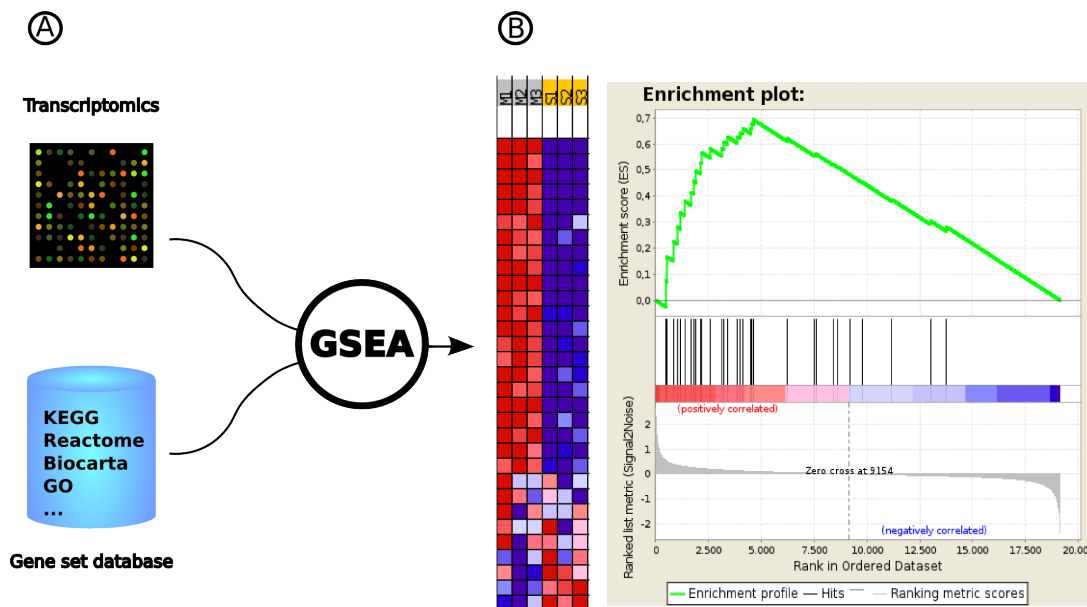 A
B
Transcriptomics
GSEA
KEGG
Reactome
Biocarta
GO
...
Gene set database
M1 M2 M3 S1 S2 S3
Enrichment plot:
Enrichment score (ES)
0,7
0,6
0,5
0,4
0,3
0,2
0,1
0,0
(positively correlated)
Ranked list metric (Signal2Noise)
2
1
0
-1
-2
Zero cross at 9154
(negatively correlated)
0 2.500 5.000 7.500 10.000 12.500 15.000 17.500 20.00
Rank in Ordered Dataset
Enrichment profile Hits Ranking metric scores